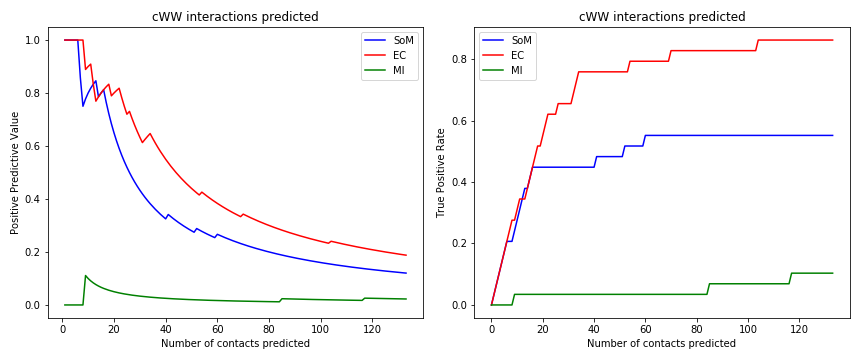 cWW interactions predicted
Positive Predictive Value
1.0
0.8
0.6
0.4
0.2
0.0
SoM
EC
MI
0 20 40 60 80 100 120
Number of contacts predicted
cWW interactions predicted
True Positive Rate
0.8
0.6
0.4
0.2
0.0
SoM
EC
MI
0 20 40 60 80 100 120
Number of contacts predicted